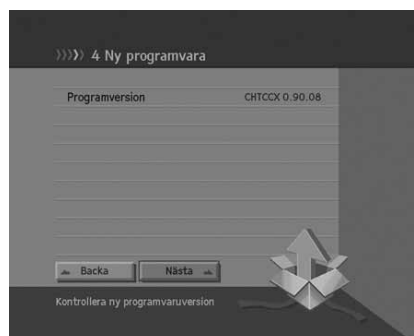 4 Ny programvara
Programversion CHTCCX 0.90.08
Backa Nästa
Kontrollera ny programvaruversion